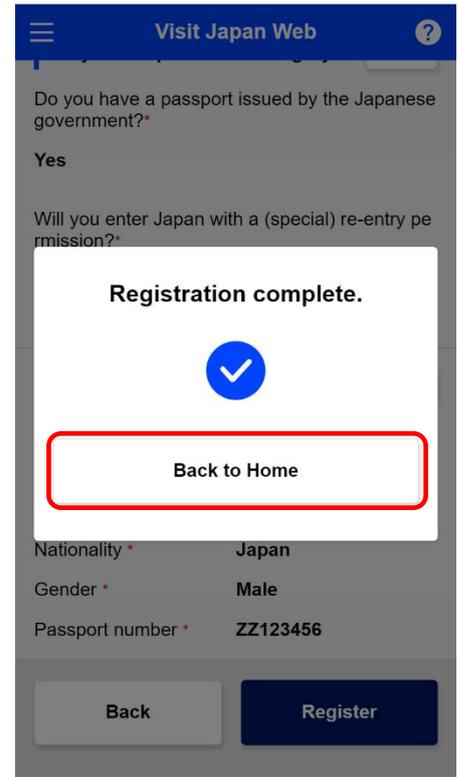 Visit Japan Web
?
Do you have a passport issued by the Japanese
government?*
Yes
Will you enter Japan with a (special) re-entry pe
rmission?*
Registration complete.
Back to Home
Nationality *
Japan
Gender *
Male
Passport number *
ZZ123456
Back
Register